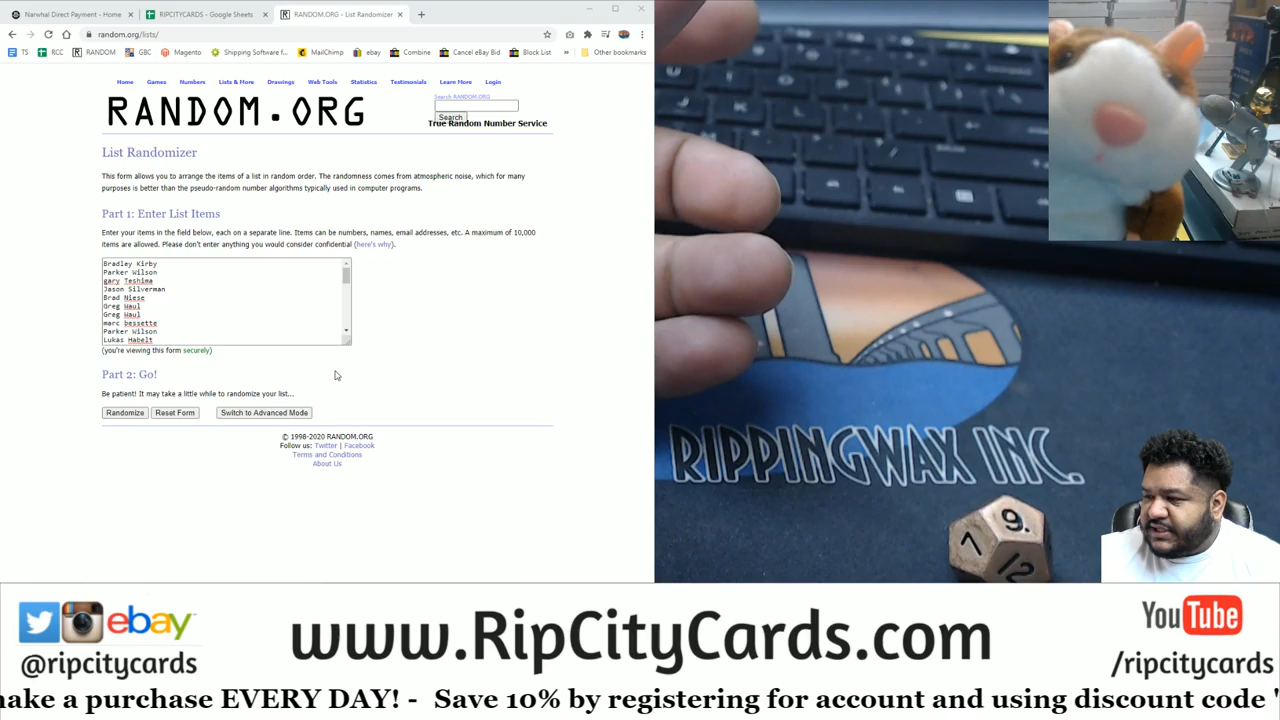 Narwhal Direct Payment - Home
RIPCITYCARDS - Google Sheets
RANDOM.ORG - List Randomizer
random.org/lists/
TS
RCC
RANDOM
GBC
Magento
Shipping Software f...
MailChimp
ebay
Combine
Cancel eBay Bid
Block List
Other bookmarks
Home Games Numbers Lists & More Drawings Web Tools Statistics Testimonials Learn More Login
RANDOM.ORG
Search RANDOM.ORG
Search
True Random Number Service
List Randomizer
This form allows you to arrange the items of a list in random order. The randomness comes from atmospheric noise, which for many
purposes is better than the pseudo-random number algorithms typically used in computer programs.
Part 1: Enter List Items
Enter your items in the field below, each on a separate line. Items can be numbers, names, email addresses, etc. A maximum of 10,000
items are allowed. Please don't enter anything you would consider confidential (here's why).
Bradley Kirby
Parker Wilson
gary Teshima
Jason Silverman
Brad Niese
Greg Waul
Greg Waul
marc bessette
Parker Wilson
Lukas Habelt
(you're viewing this form securely)
Part 2: Go!
Be patient! It may take a little while to randomize your list...
Randomize Reset Form Switch to Advanced Mode
© 1998-2020 RANDOM.ORG
Follow us: Twitter | Facebook
Terms and Conditions
About Us
RIPPINGWAX INC.
9.
7
12
ebay
@ripcitycards
www.RipCityCards.com
YouTube
/ripcitycards
make a purchase EVERY DAY! - Save 10% by registering for account and using discount code "